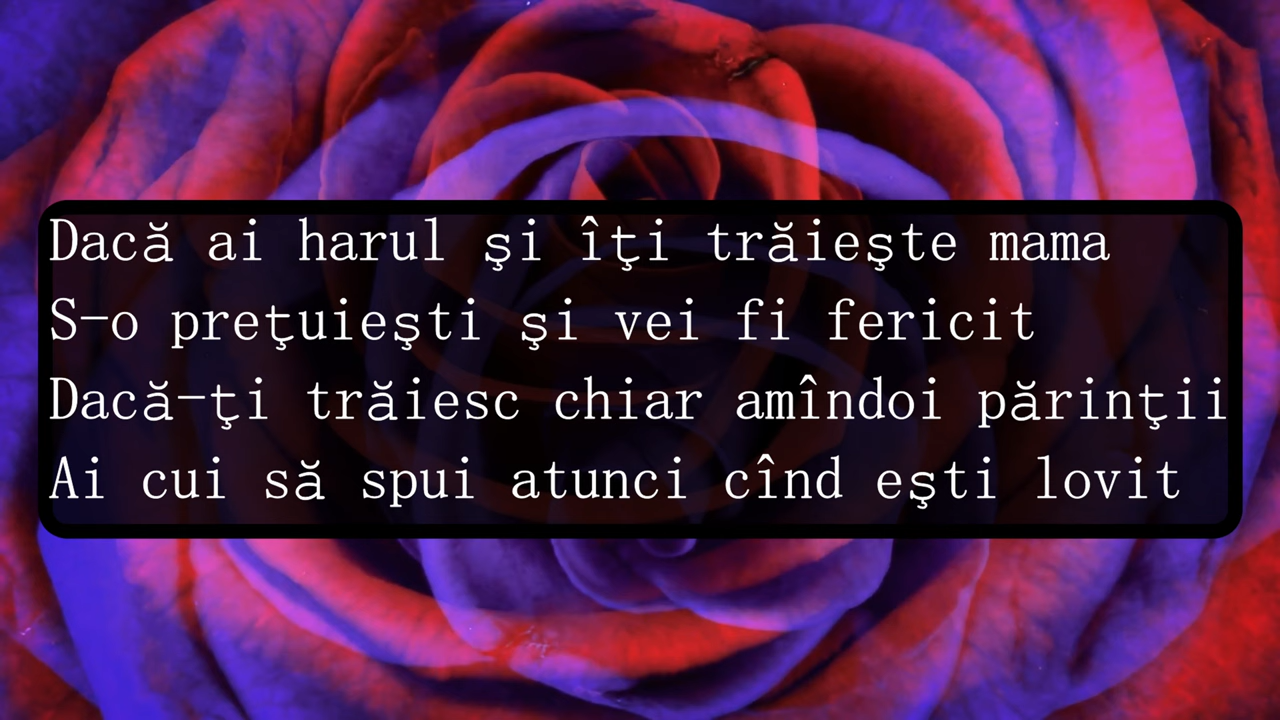 Dacă ai harul şi îţi trăieşte mama
S-o preţuieşti şi vei fi fericit
Dacă-ţi trăiesc chiar amîndoi părinţii
Ai cui să spui atunci cînd eşti lovit